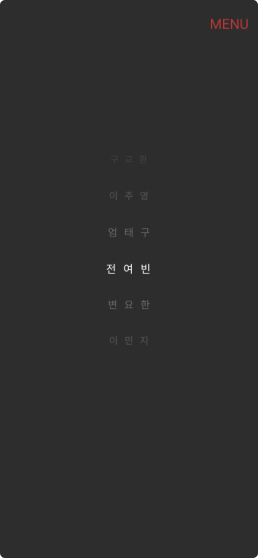 MENU
구 교 환
이 주 영
엄 태 구
전 여 빈
변 요 한
이 민 지